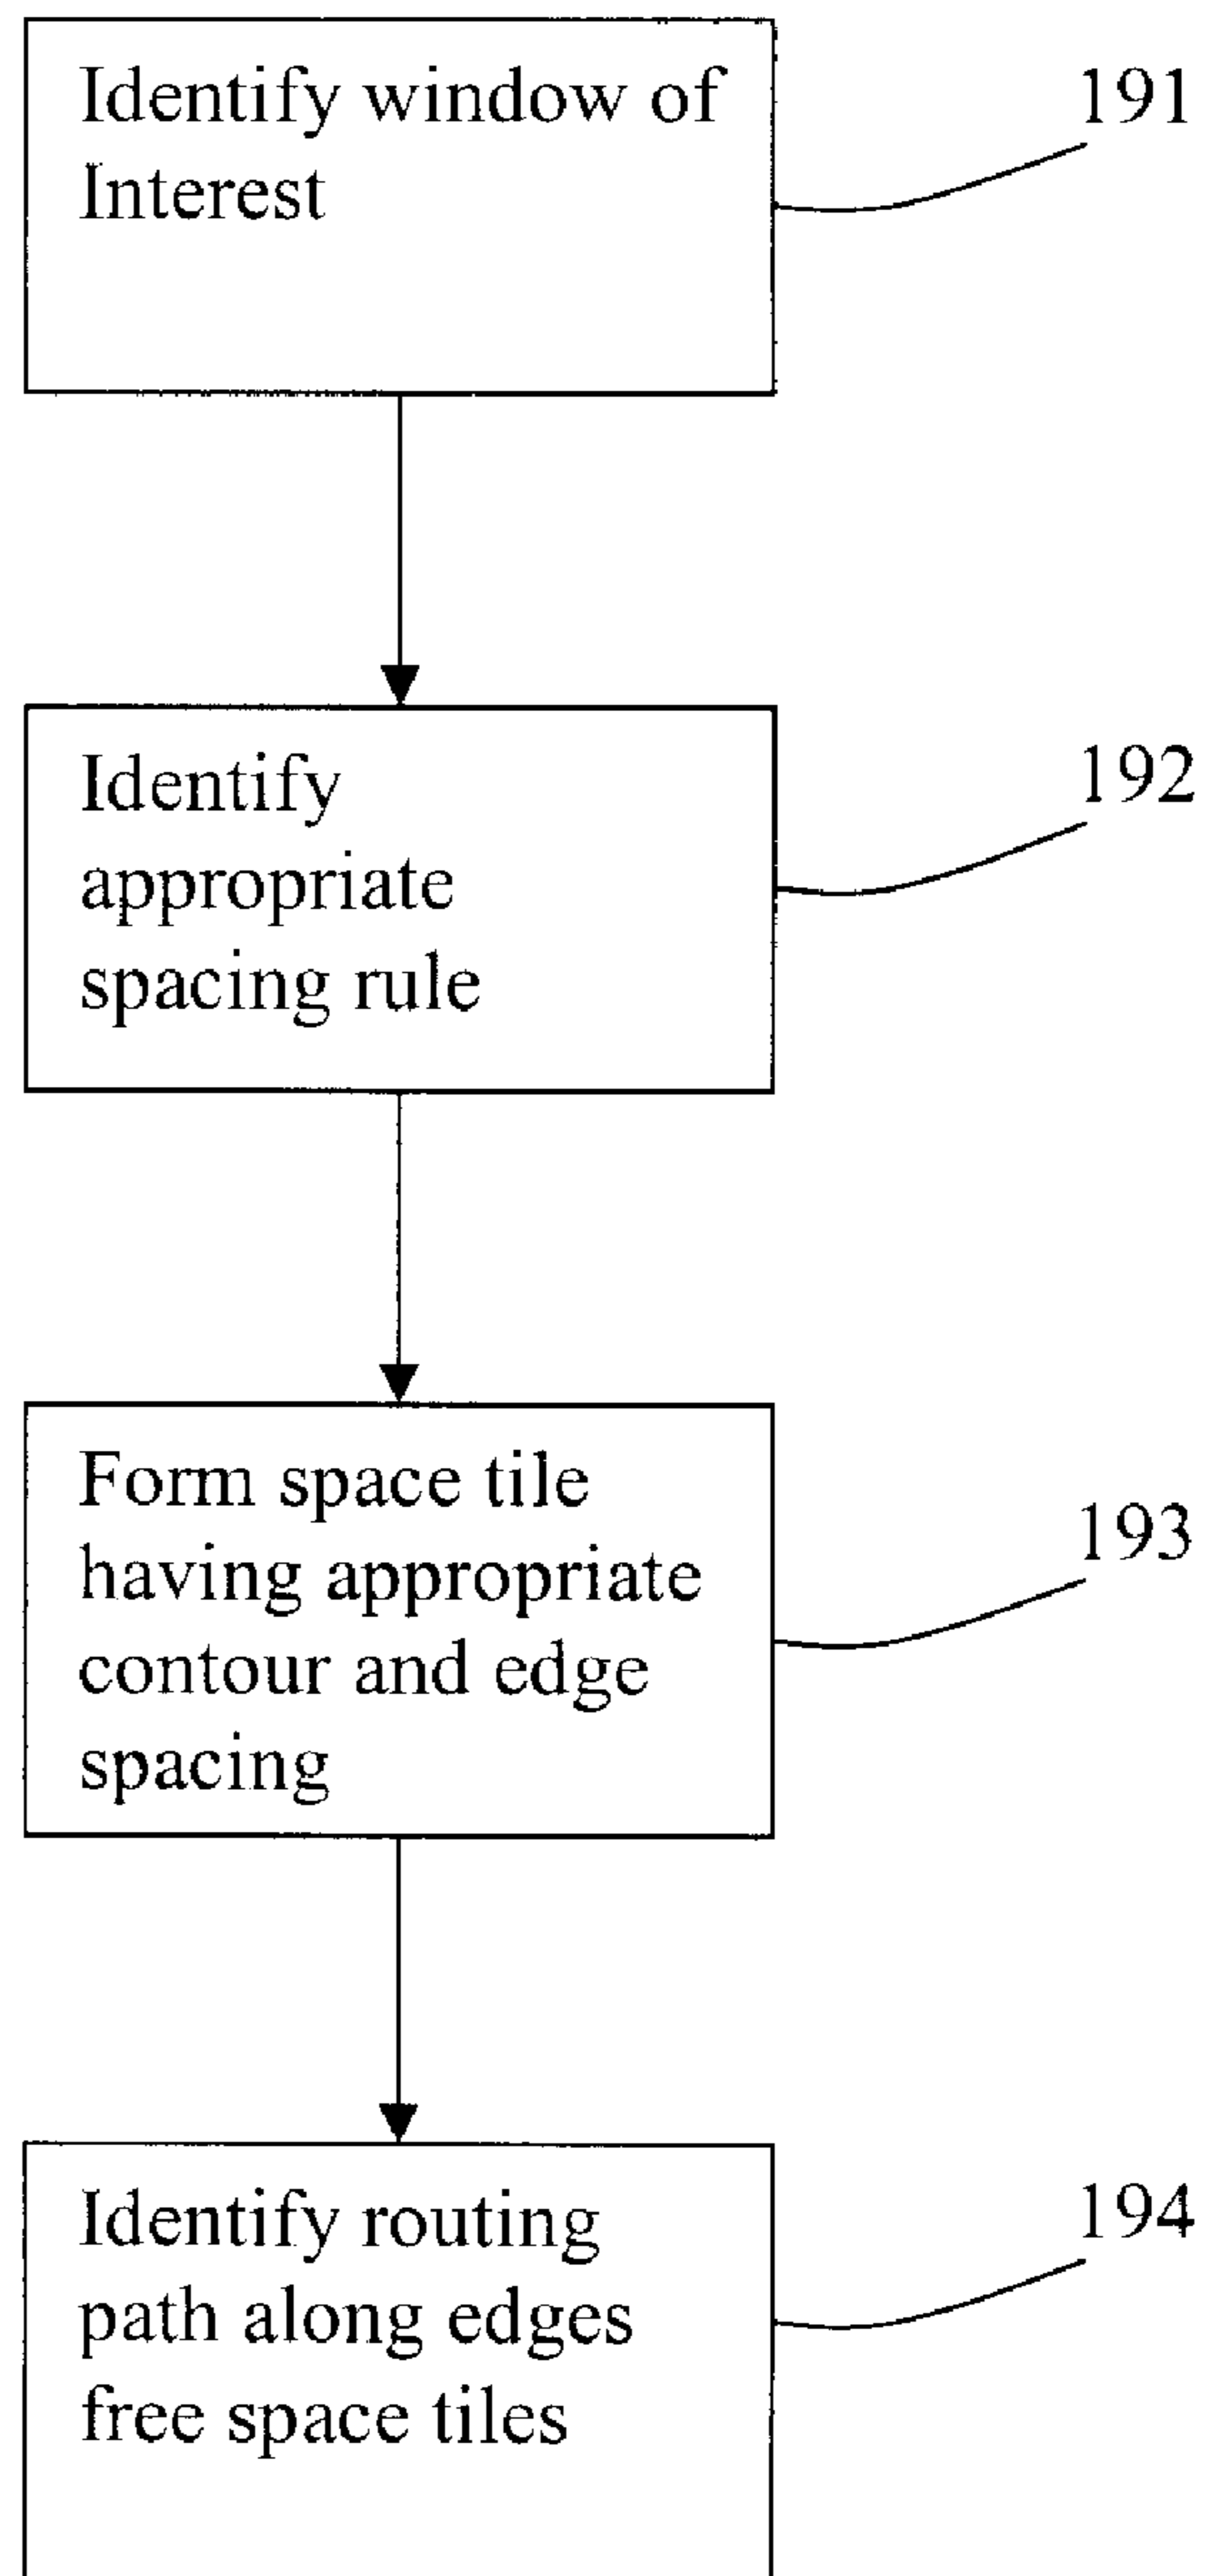 Identify window of
Interest
191
Identify
appropriate
spacing rule
192
Form space tile
having appropriate
contour and edge
spacing
193
Identify routing
path along edges
free space tiles
194